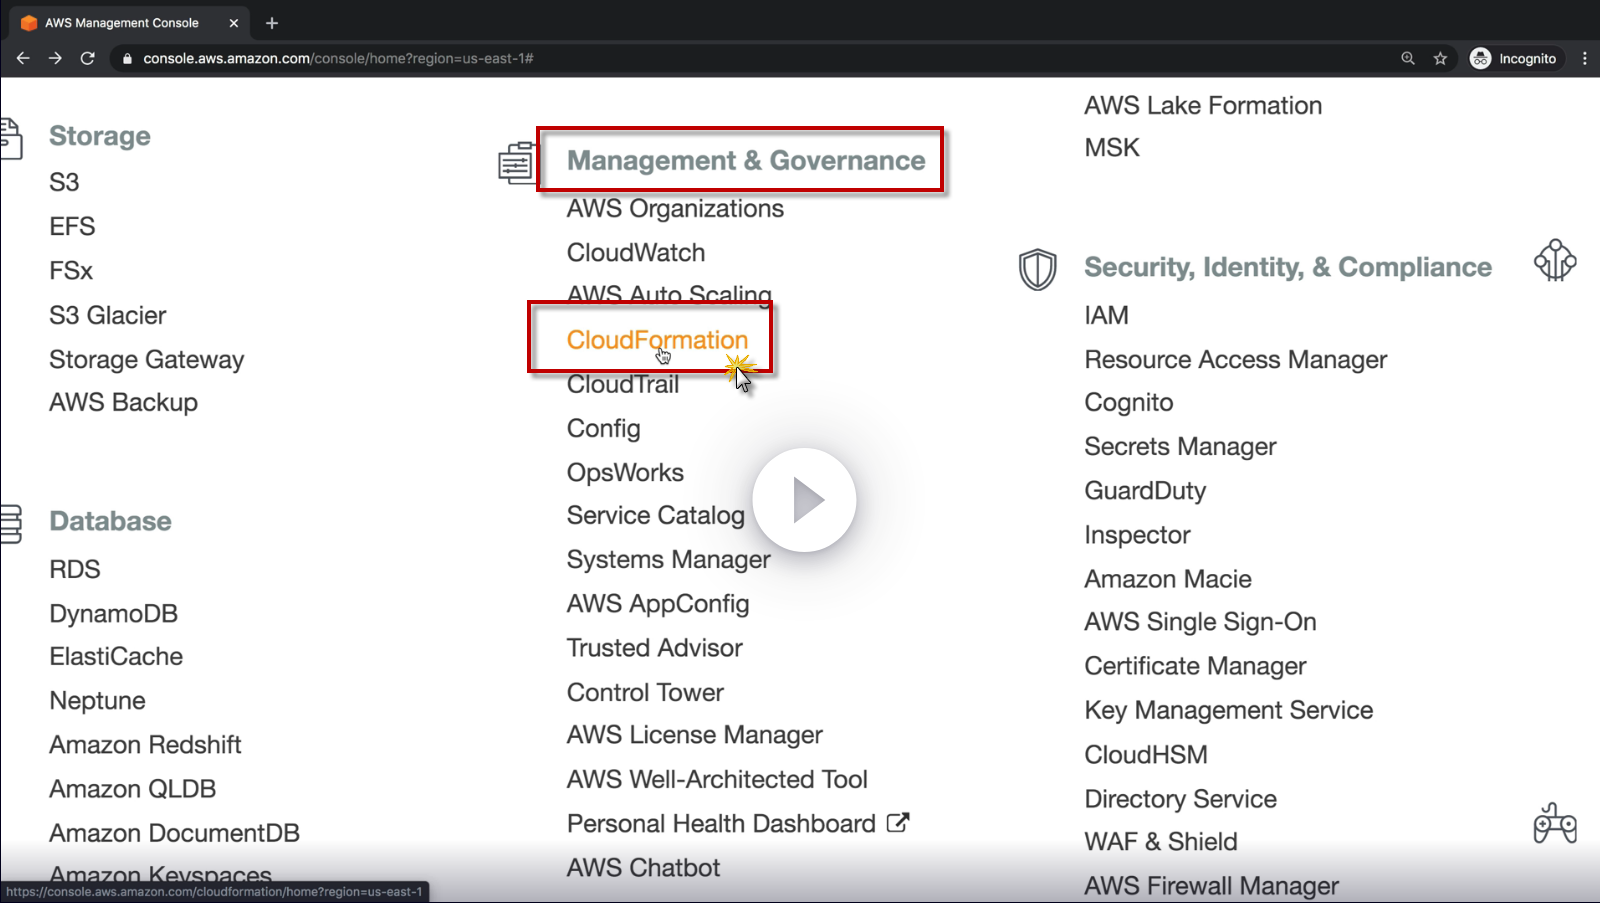 AWS Management Console
console.aws.amazon.com/console/home?region=us-east-1#
Incognito
Storage
S3
EFS
FSx
S3 Glacier
Storage Gateway
AWS Backup
Database
RDS
DynamoDB
ElastiCache
Neptune
Amazon Redshift
Amazon QLDB
Amazon DocumentDB
Amazon Keyspaces
Management & Governance
AWS Organizations
CloudWatch
AWS Auto Scaling
CloudFormation
CloudTrail
Config
OpsWorks
Service Catalog
Systems Manager
AWS AppConfig
Trusted Advisor
Control Tower
AWS License Manager
AWS Well-Architected Tool
Personal Health Dashboard
AWS Chatbot
AWS Lake Formation
MSK
Security, Identity, & Compliance
IAM
Resource Access Manager
Cognito
Secrets Manager
GuardDuty
Inspector
Amazon Macie
AWS Single Sign-On
Certificate Manager
Key Management Service
CloudHSM
Directory Service
WAF & Shield
AWS Firewall Manager
https://console.aws.amazon.com/cloudformation/home?region=us-east-1